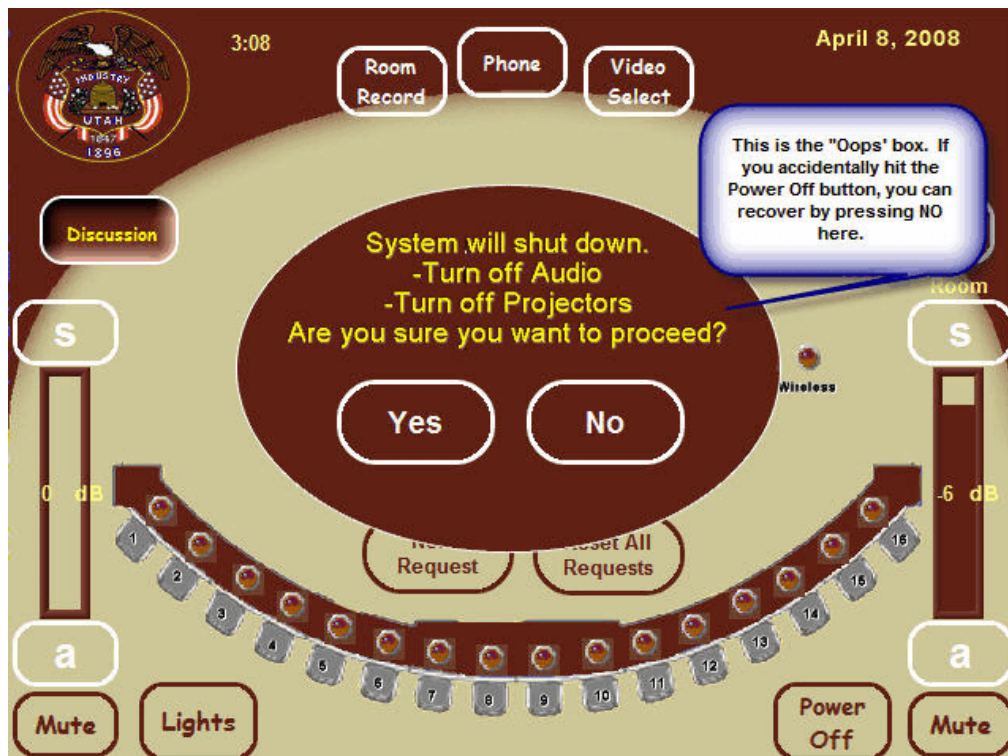 3:08
April 8, 2008
INDUSTRY
UTAH
1847
1896
Room
Record
Phone
Video
Select
This is the "Oops' box. If
you accidentally hit the
Power Off button, you can
recover by pressing NO
here.
Discussion
System will shut down.
-Turn off Audio
-Turn off Projectors
Are you sure you want to proceed?
Yes
No
Room
s
s
Wireless
0 dB
-6 dB
Request
Reset All
Requests
1
2
3
4
5
6
7
8
9
10
11
12
13
14
15
16
a
a
Mute
Lights
Power
Off
Mute